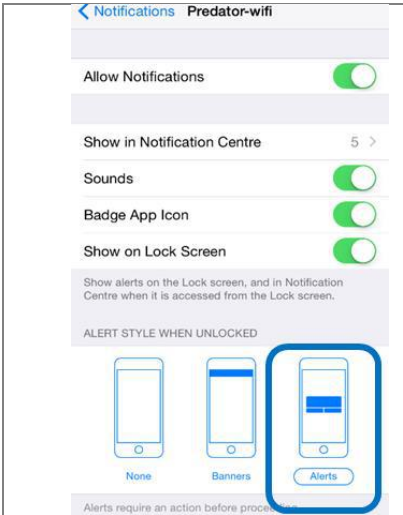 Notifications Predator-wifi
Allow Notifications
Show in Notification Centre 5
Sounds
Badge App Icon
Show on Lock Screen
Show alerts on the Lock screen, and in Notification
Centre when it is accessed from the Lock screen.
ALERT STYLE WHEN UNLOCKED
None Banners Alerts
Alerts require an action before proceeding.